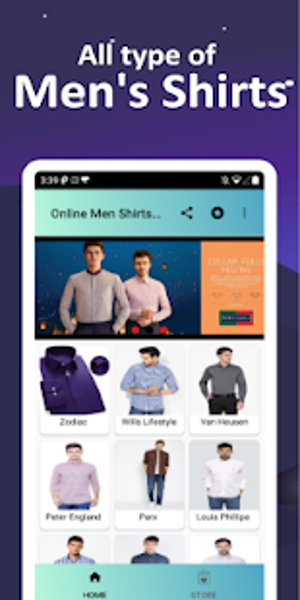 All type of
Men's Shirts
3:39
Online Men Shirts...
Zodiac
Wills Lifestyle
Van Heusen
Peter England
Parx
Louis Phillipe
HOME
STORE